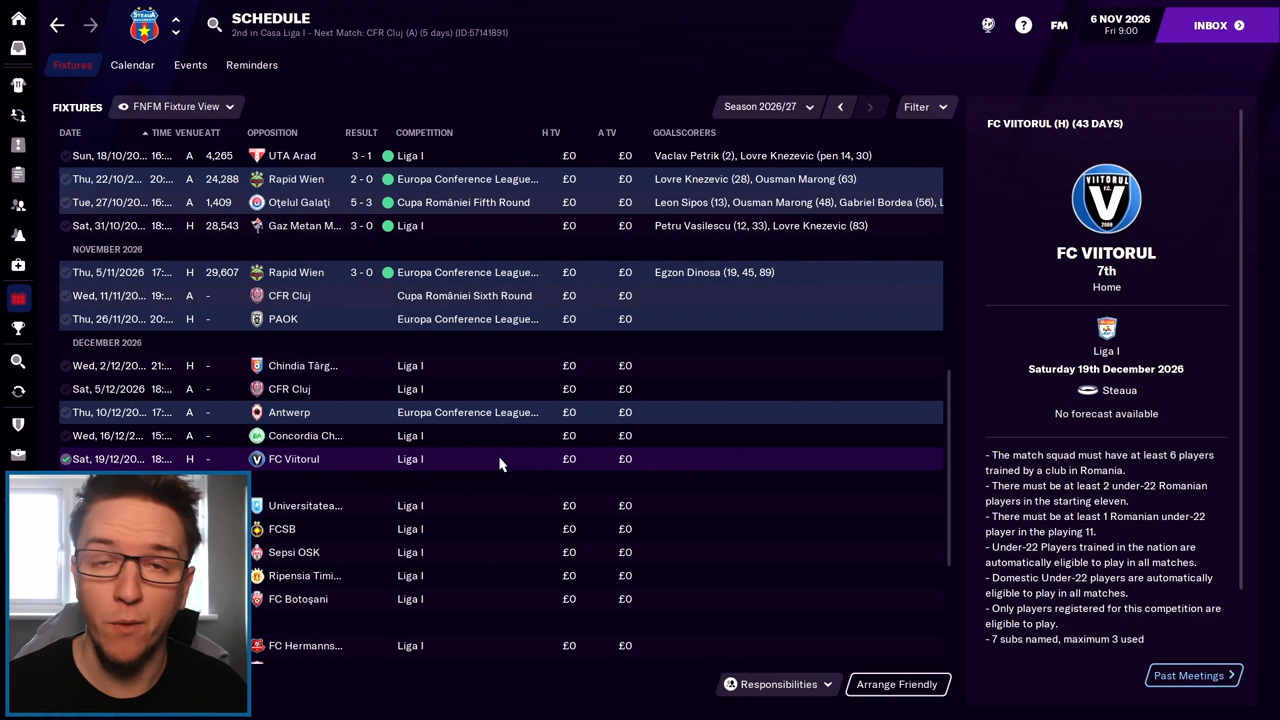 SCHEDULE
2nd in Casa Liga I - Next Match: CFR Cluj (A) (5 days) (ID:57141891)
STEAUA
FM
6 NOV 2026
Fri 9:00
INBOX
Fixtures Calendar Events Reminders
FIXTURES FNFM Fixture View Season 2026/27 Filter
DATE TIME VENUE ATT OPPOSITION RESULT COMPETITION H TV A TV GOALSCORERS
Sun, 18/10/20... 16:... A 4,265 UTA Arad 3 - 1 Liga I £0 £0 Vaclav Petrik (2), Lovre Knezevic (pen 14, 30)
Thu, 22/10/2... 20:... A 24,288 Rapid Wien 2 - 0 Europa Conference League... £0 £0 Lovre Knezevic (28), Ousman Marong (63)
Tue, 27/10/20... 16:... A 1,409 Oțelul Galați 5 - 3 Cupa României Fifth Round £0 £0 Leon Sipos (13), Ousman Marong (48), Gabriel Bordea (56), L
Sat, 31/10/20... 18:... H 28,543 Gaz Metan M... 3 - 0 Liga I £0 £0 Petru Vasilescu (12, 33), Lovre Knezevic (83)
NOVEMBER 2026
Thu, 5/11/2026 17:... H 29,607 Rapid Wien 3 - 0 Europa Conference League... £0 £0 Egzon Dinosa (19, 45, 89)
Wed, 11/11/20... 19:... A - CFR Cluj Cupa României Sixth Round £0 £0
Thu, 26/11/20... 20:... H - PAOK Europa Conference League... £0 £0
DECEMBER 2026
Wed, 2/12/20... 21:... H - Chindia Târg... Liga I £0 £0
Sat, 5/12/2026 18:... A - CFR Cluj Liga I £0 £0
Thu, 10/12/20... 17:... A - Antwerp Europa Conference League... £0 £0
Wed, 16/12/2... 15:... A - Concordia Ch... Liga I £0 £0
Sat, 19/12/20... 18:... H - FC Viitorul Liga I £0 £0
Universitatea... Liga I £0 £0
FCSB Liga I £0 £0
Sepsi OSK Liga I £0 £0
Ripensia Timi... Liga I £0 £0
FC Botoşani Liga I £0 £0
FC Hermanns... Liga I £0 £0
Responsibilities Arrange Friendly
FC VIITORUL (H) (43 DAYS)
VIITORUL
F.C.
2009
FC VIITORUL
7th
Home
Liga I
Saturday 19th December 2026
Steaua
No forecast available
- The match squad must have at least 6 players
trained by a club in Romania.
- There must be at least 2 under-22 Romanian
players in the starting eleven.
- There must be at least 1 Romanian under-22
player in the playing 11.
- Under-22 Players trained in the nation are
automatically eligible to play in all matches.
- Domestic Under-22 players are automatically
eligible to play in all matches.
- Only players registered for this competition are
eligible to play.
- 7 subs named, maximum 3 used
Past Meetings